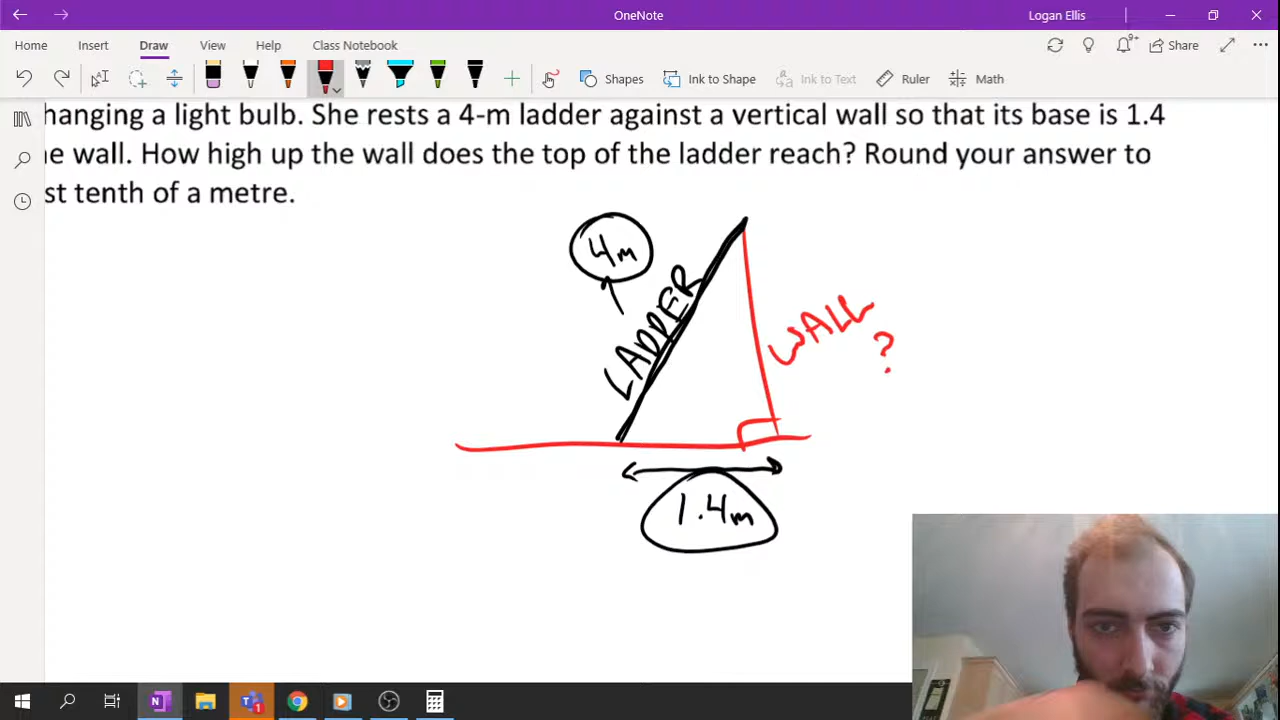 OneNote
Logan Ellis
Home
Insert
Draw
View
Help
Class Notebook
9+
Share
Shapes
Ink to Shape
Ink to Text
Ruler
Math
hanging a light bulb. She rests a 4-m ladder against a vertical wall so that its base is 1.4
e wall. How high up the wall does the top of the ladder reach? Round your answer to
st tenth of a metre.
4m
LADDER
WALL
?
1.4m